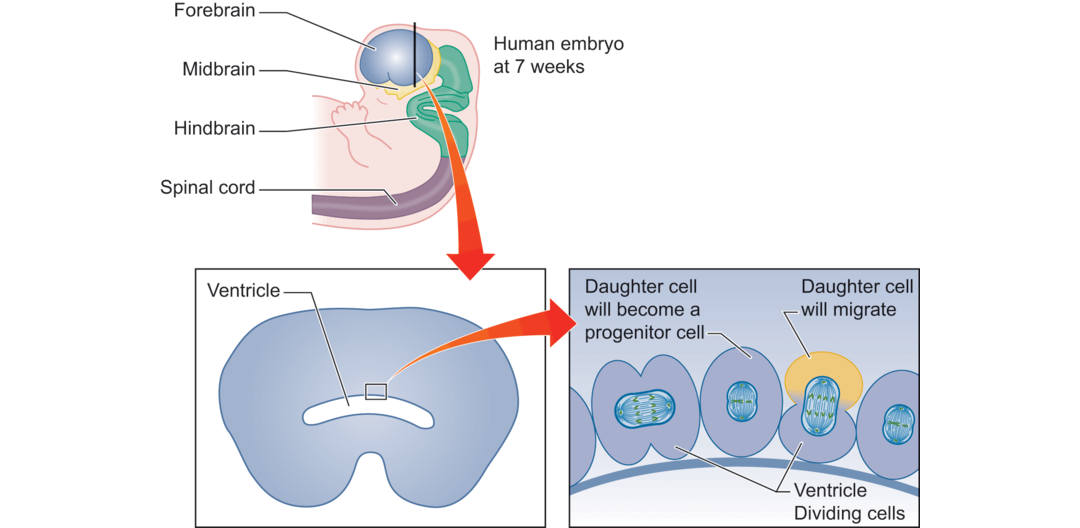 Forebrain
Midbrain
Hindbrain
Spinal cord
Human embryo
at 7 weeks
Ventricle
Daughter cell
will become a
progenitor cell
Daughter cell
will migrate
Ventricle
Dividing cells